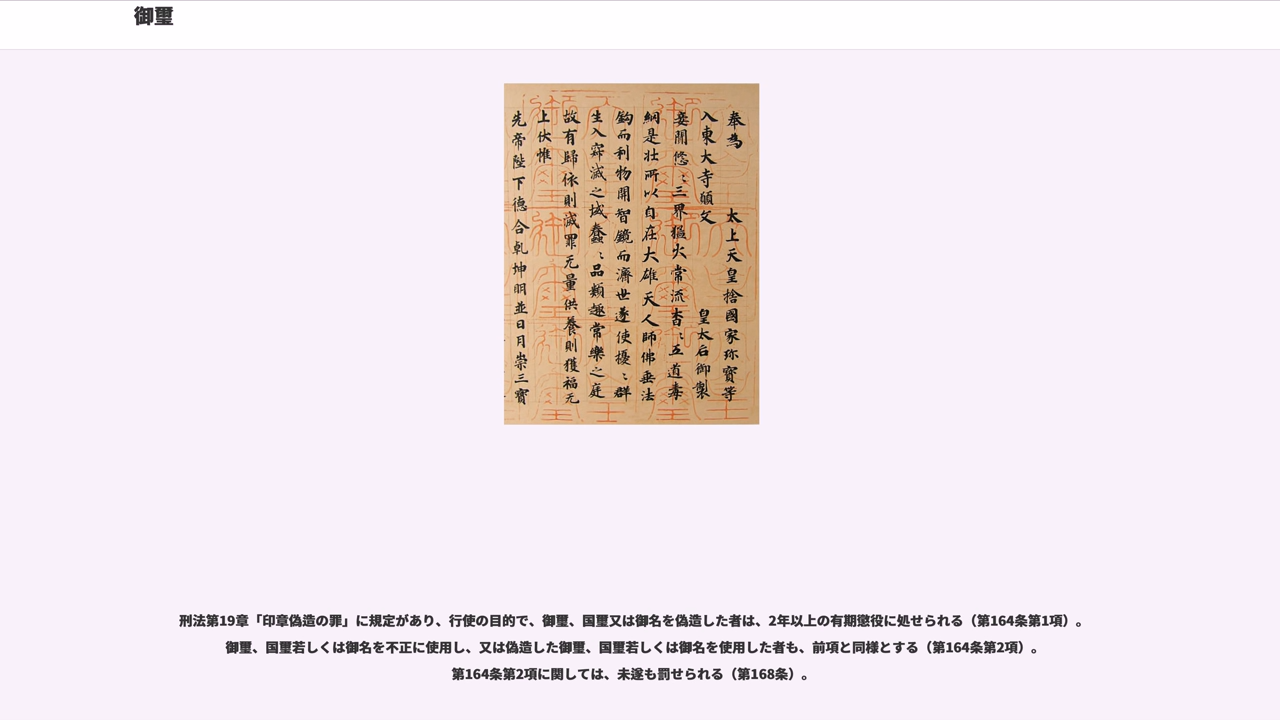 御璽
奉為　太上天皇捨國家珎寳等
入東大寺願文　皇太后御製
妾聞悠〻三界猛火常流杳〻五道毒
網是壮所以自在大雄天人師佛垂法
鈎而利物開智鏡而濟世遂使擾〻群
生入寂滅之域蠢〻品類趣常樂之庭
故有歸依則滅罪无量供養則獲福无
上伏惟
先帝陛下德合乾坤明並日月崇三寳
刑法第19章「印章偽造の罪」に規定があり、行使の目的で、御璽、国璽又は御名を偽造した者は、2年以上の有期懲役に処せられる（第164条第1項）。
御璽、国璽若しくは御名を不正に使用し、又は偽造した御璽、国璽若しくは御名を使用した者も、前項と同様とする（第164条第2項）。
第164条第2項に関しては、未遂も罰せられる（第168条）。